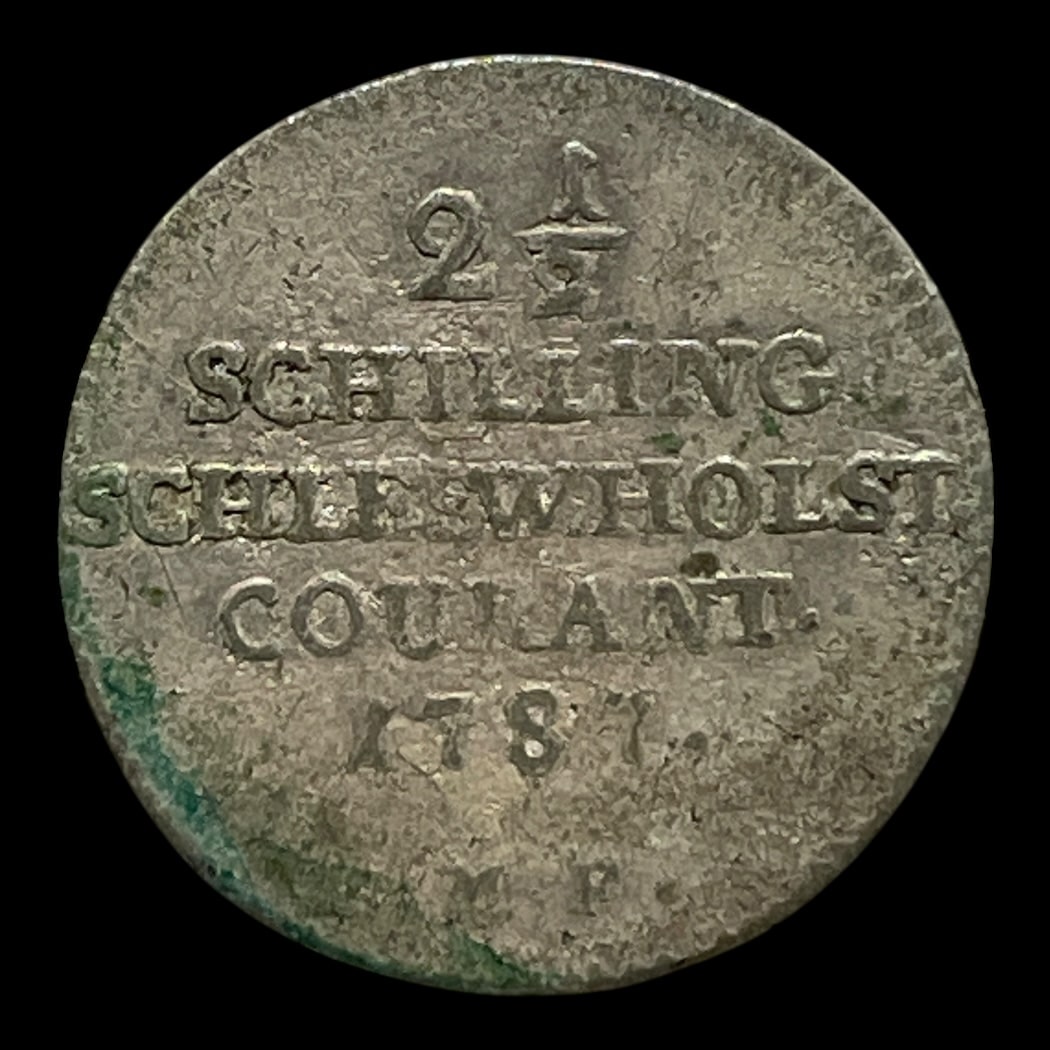 2 1/2
SCHILLING
SCHLESWHOLST.
COURANT.
1787.
M. F.